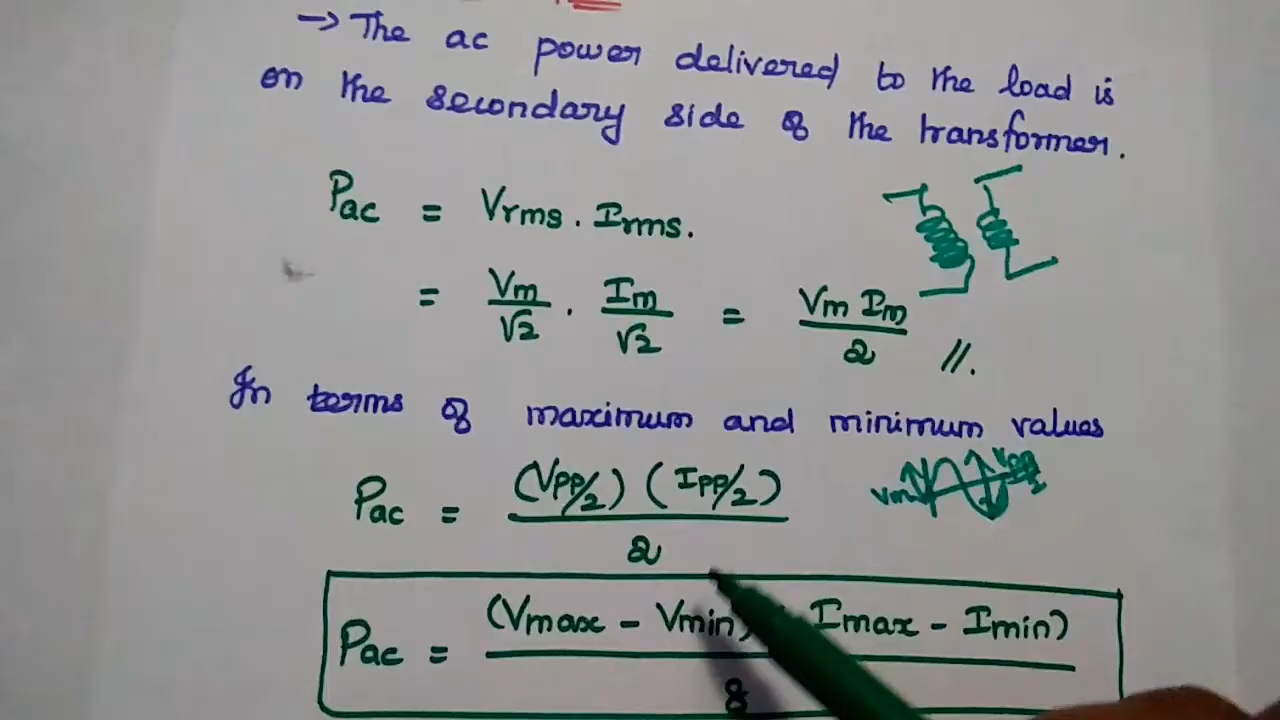 → The ac power delivered to the load is
on the secondary side of the transformer.
Pac = Vrms . Irms.
= Vm/√2 . Im/√2 = Vm Im / 2 //.
In terms of maximum and minimum values
Vm
Pac = (VPP/2) (IPP/2) / 2
Pac = (Vmax - Vmin) Imax - Imin) / 8